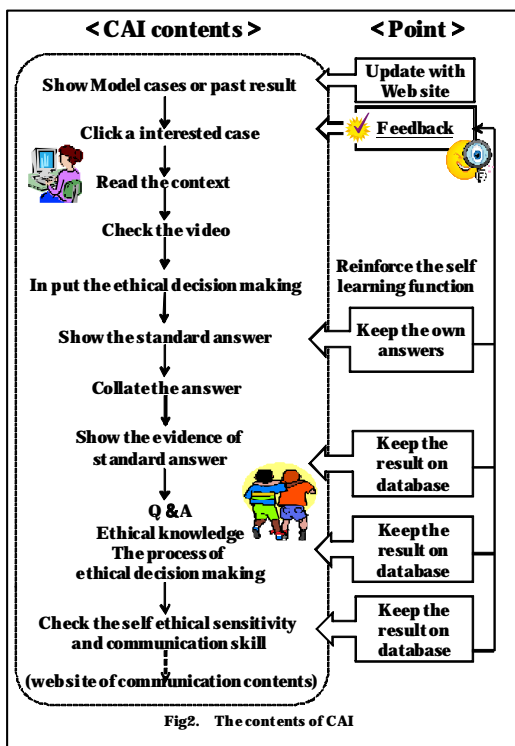 < CAI contents >
< Point >
Show Model cases or past result
Update with
Web site
Click a interested case
Feedback
Read the context
Check the video
In put the ethical decision making
Reinforce the self
learning function
Show the standard answer
Keep the own
answers
Collate the answer
Show the evidence of
standard answer
Keep the
result on
database
Q &A
Ethical knowledge
The process of
ethical decision making
Keep the
result on
database
Check the self ethical sensitivity
and communication skill
Keep the
result on
database
(web site of communication contents)
Fig2. The contents of CAI